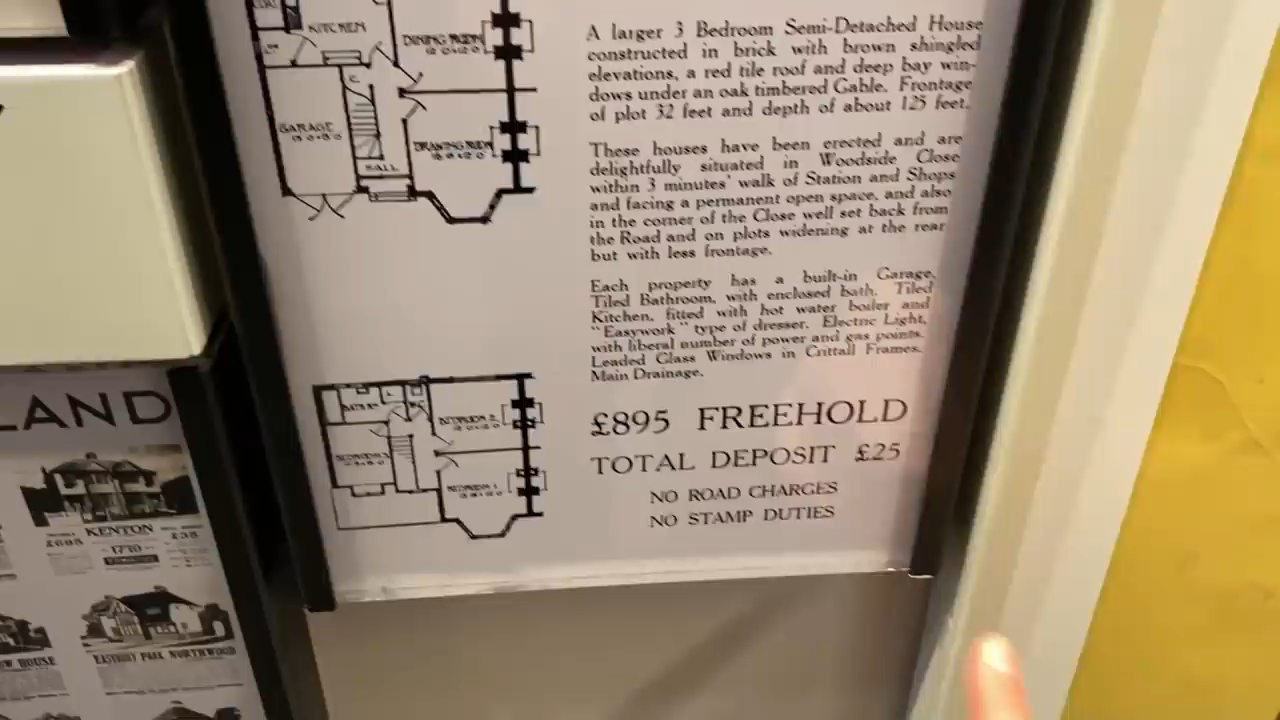 KITCHEN
DINING ROOM
C.
GARAGE
DRAWING ROOM
HALL
A larger 3 Bedroom Semi-Detached House
constructed in brick with brown shingled
elevations, a red tile roof and deep bay win-
dows under an oak timbered Gable. Frontage
of plot 32 feet and depth of about 125 feet.
These houses have been erected and are
delightfully situated in Woodside Close
within 3 minutes' walk of Station and Shops
and facing a permanent open space, and also
in the corner of the Close well set back from
the Road and on plots widening at the rear
but with less frontage.
Each property has a built-in Garage,
Tiled Bathroom, with enclosed bath. Tiled
Kitchen, fitted with hot water boiler and
"Easywork" type of dresser. Electric Light,
with liberal number of power and gas points.
Leaded Glass Windows in Crittall Frames.
Main Drainage.
BEDROOM 2
BEDROOM 3
BEDROOM 1
£895 FREEHOLD
TOTAL DEPOSIT £25
NO ROAD CHARGES
NO STAMP DUTIES
LAND
KENTON
HOUSE
EASTBURY PARK NORTHWOOD